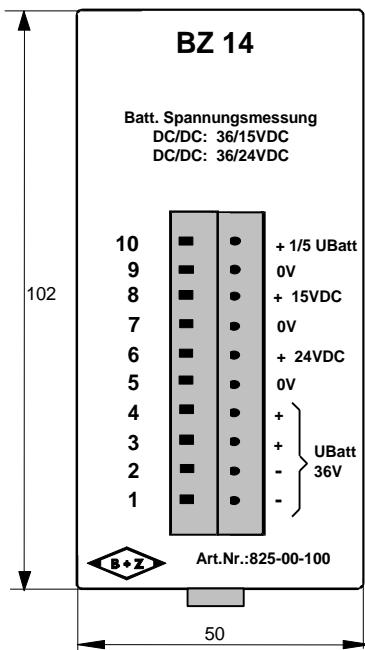 BZ 14
Batt. Spannungsmessung
DC/DC: 36/15VDC
DC/DC: 36/24VDC
10 + 1/5 UBatt
9 0V
8 + 15VDC
102
7 0V
6 + 24VDC
5 0V
4 +
3 +
UBatt
2 - 36V
1 -
B+Z Art.Nr.:825-00-100
50